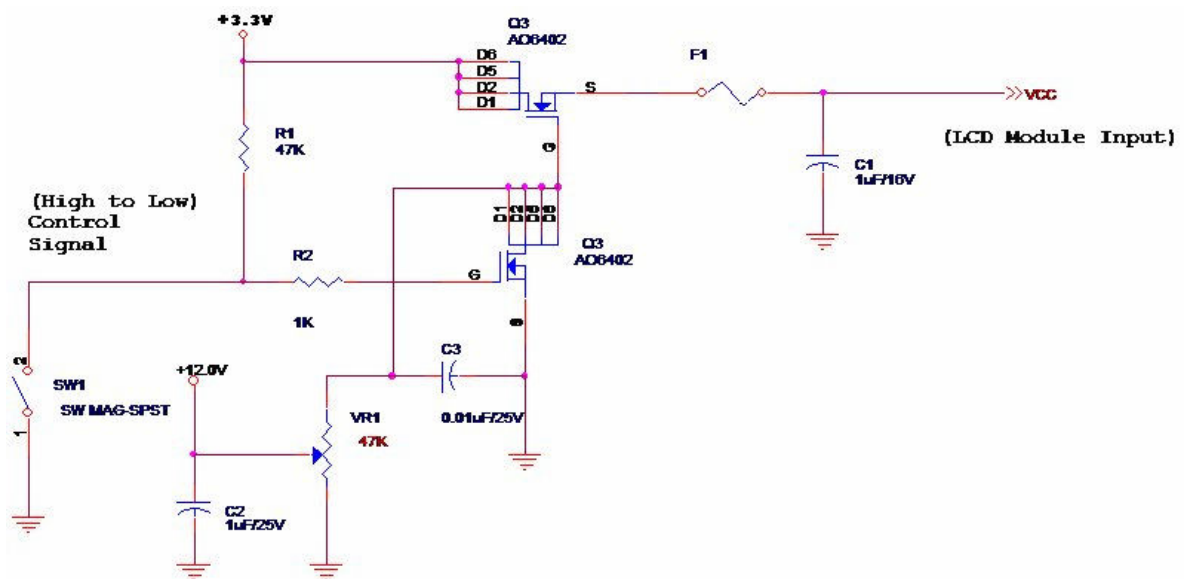 +3.3V
Q3
AO6402
F1
D6
D5
D2
D1
S
VCC
(LCD Module Input)
R1
47K
G
C1
1uF/16V
(High to Low)
Control
Signal
D1
D2
Q3
AO6402
R2
G
1K
C3
2
+12.0V
SW1
SW MAG-SPST
VR1
47K
0.01uF/25V
1
C2
1uF/25V